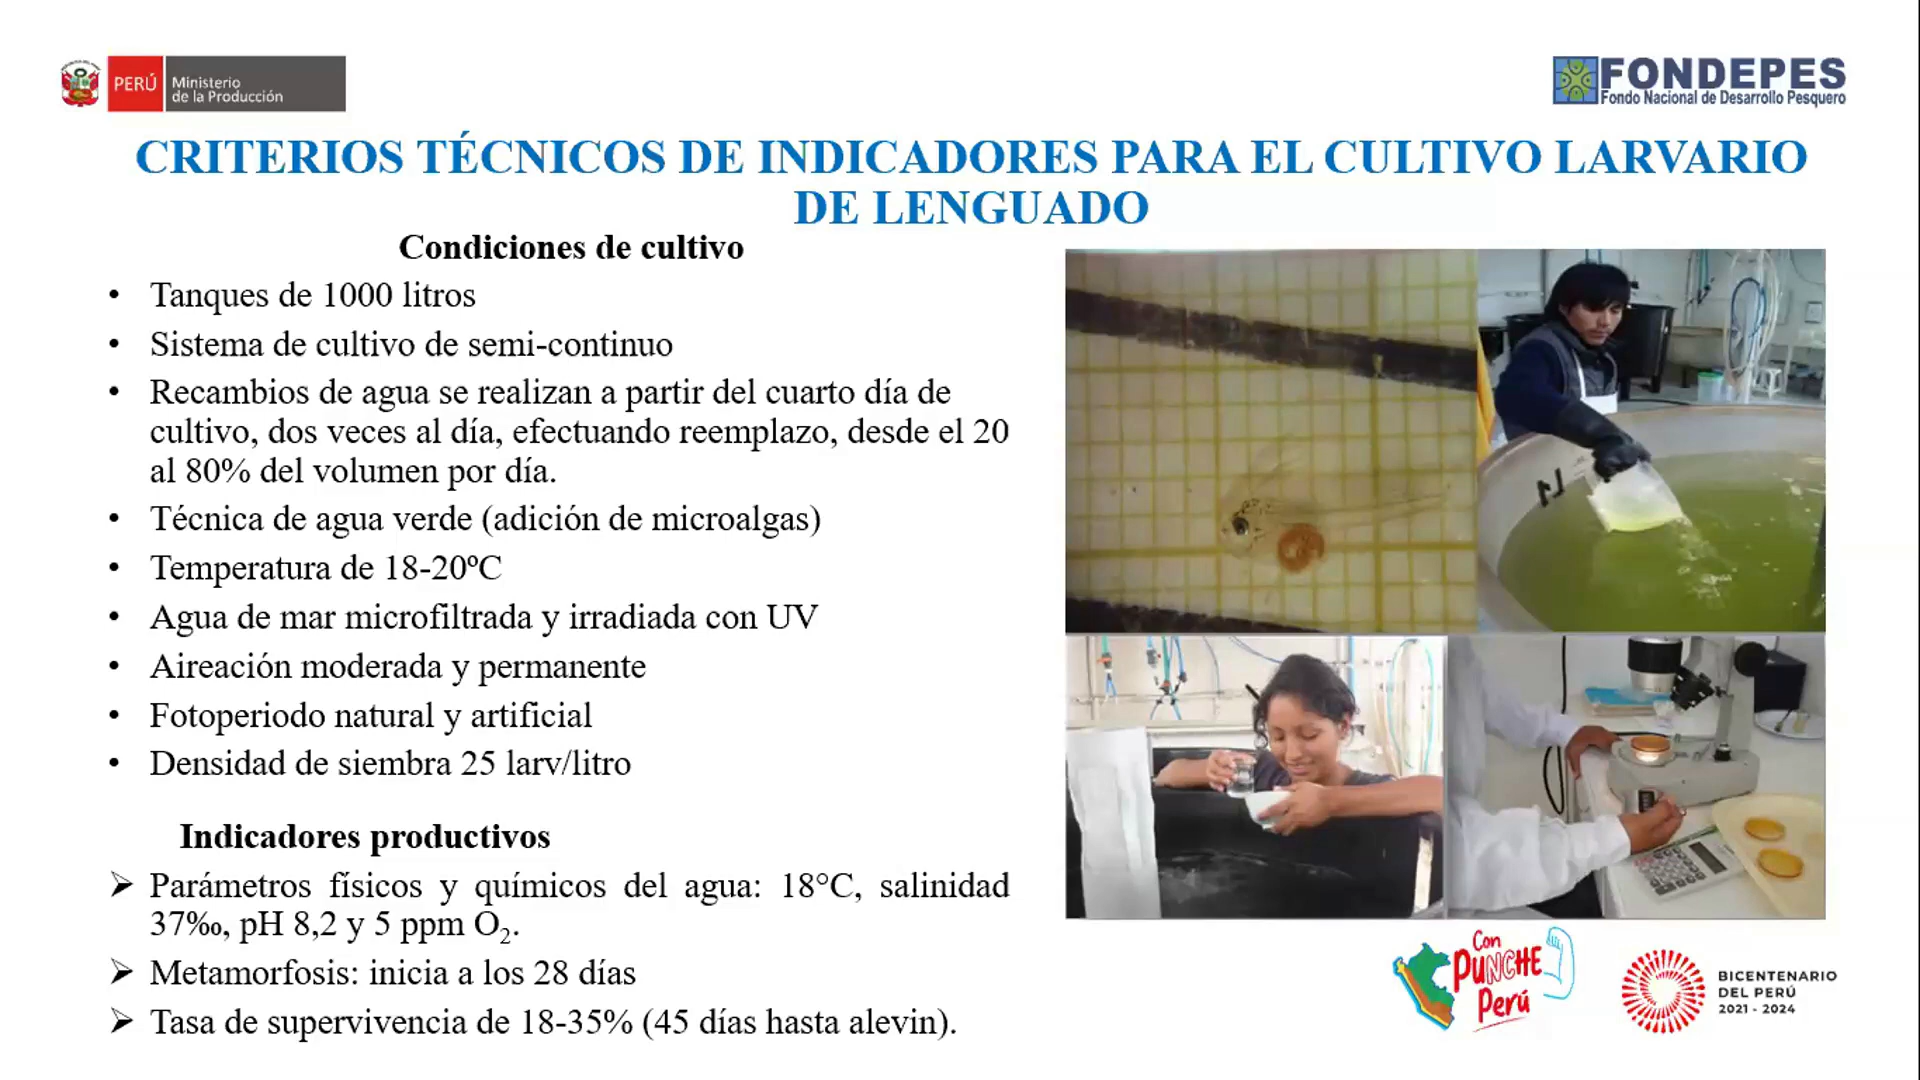 PERÚ
Ministerio
de la Producción
FONDEPES
Fondo Nacional de Desarrollo Pesquero
CRITERIOS TÉCNICOS DE INDICADORES PARA EL CULTIVO LARVARIO
DE LENGUADO
Condiciones de cultivo
• Tanques de 1000 litros
• Sistema de cultivo de semi-continuo
• Recambios de agua se realizan a partir del cuarto día de
cultivo, dos veces al día, efectuando reemplazo, desde el 20
al 80% del volumen por día.
• Técnica de agua verde (adición de microalgas)
• Temperatura de 18-20ºC
• Agua de mar microfiltrada y irradiada con UV
• Aireación moderada y permanente
• Fotoperiodo natural y artificial
• Densidad de siembra 25 larv/litro
Indicadores productivos
➢ Parámetros físicos y químicos del agua: 18°C, salinidad
37‰, pH 8,2 y 5 ppm O₂.
➢ Metamorfosis: inicia a los 28 días
➢ Tasa de supervivencia de 18-35% (45 días hasta alevin).
L1
Con
PUNCHE
Perú
BICENTENARIO
DEL PERÚ
2021 - 2024